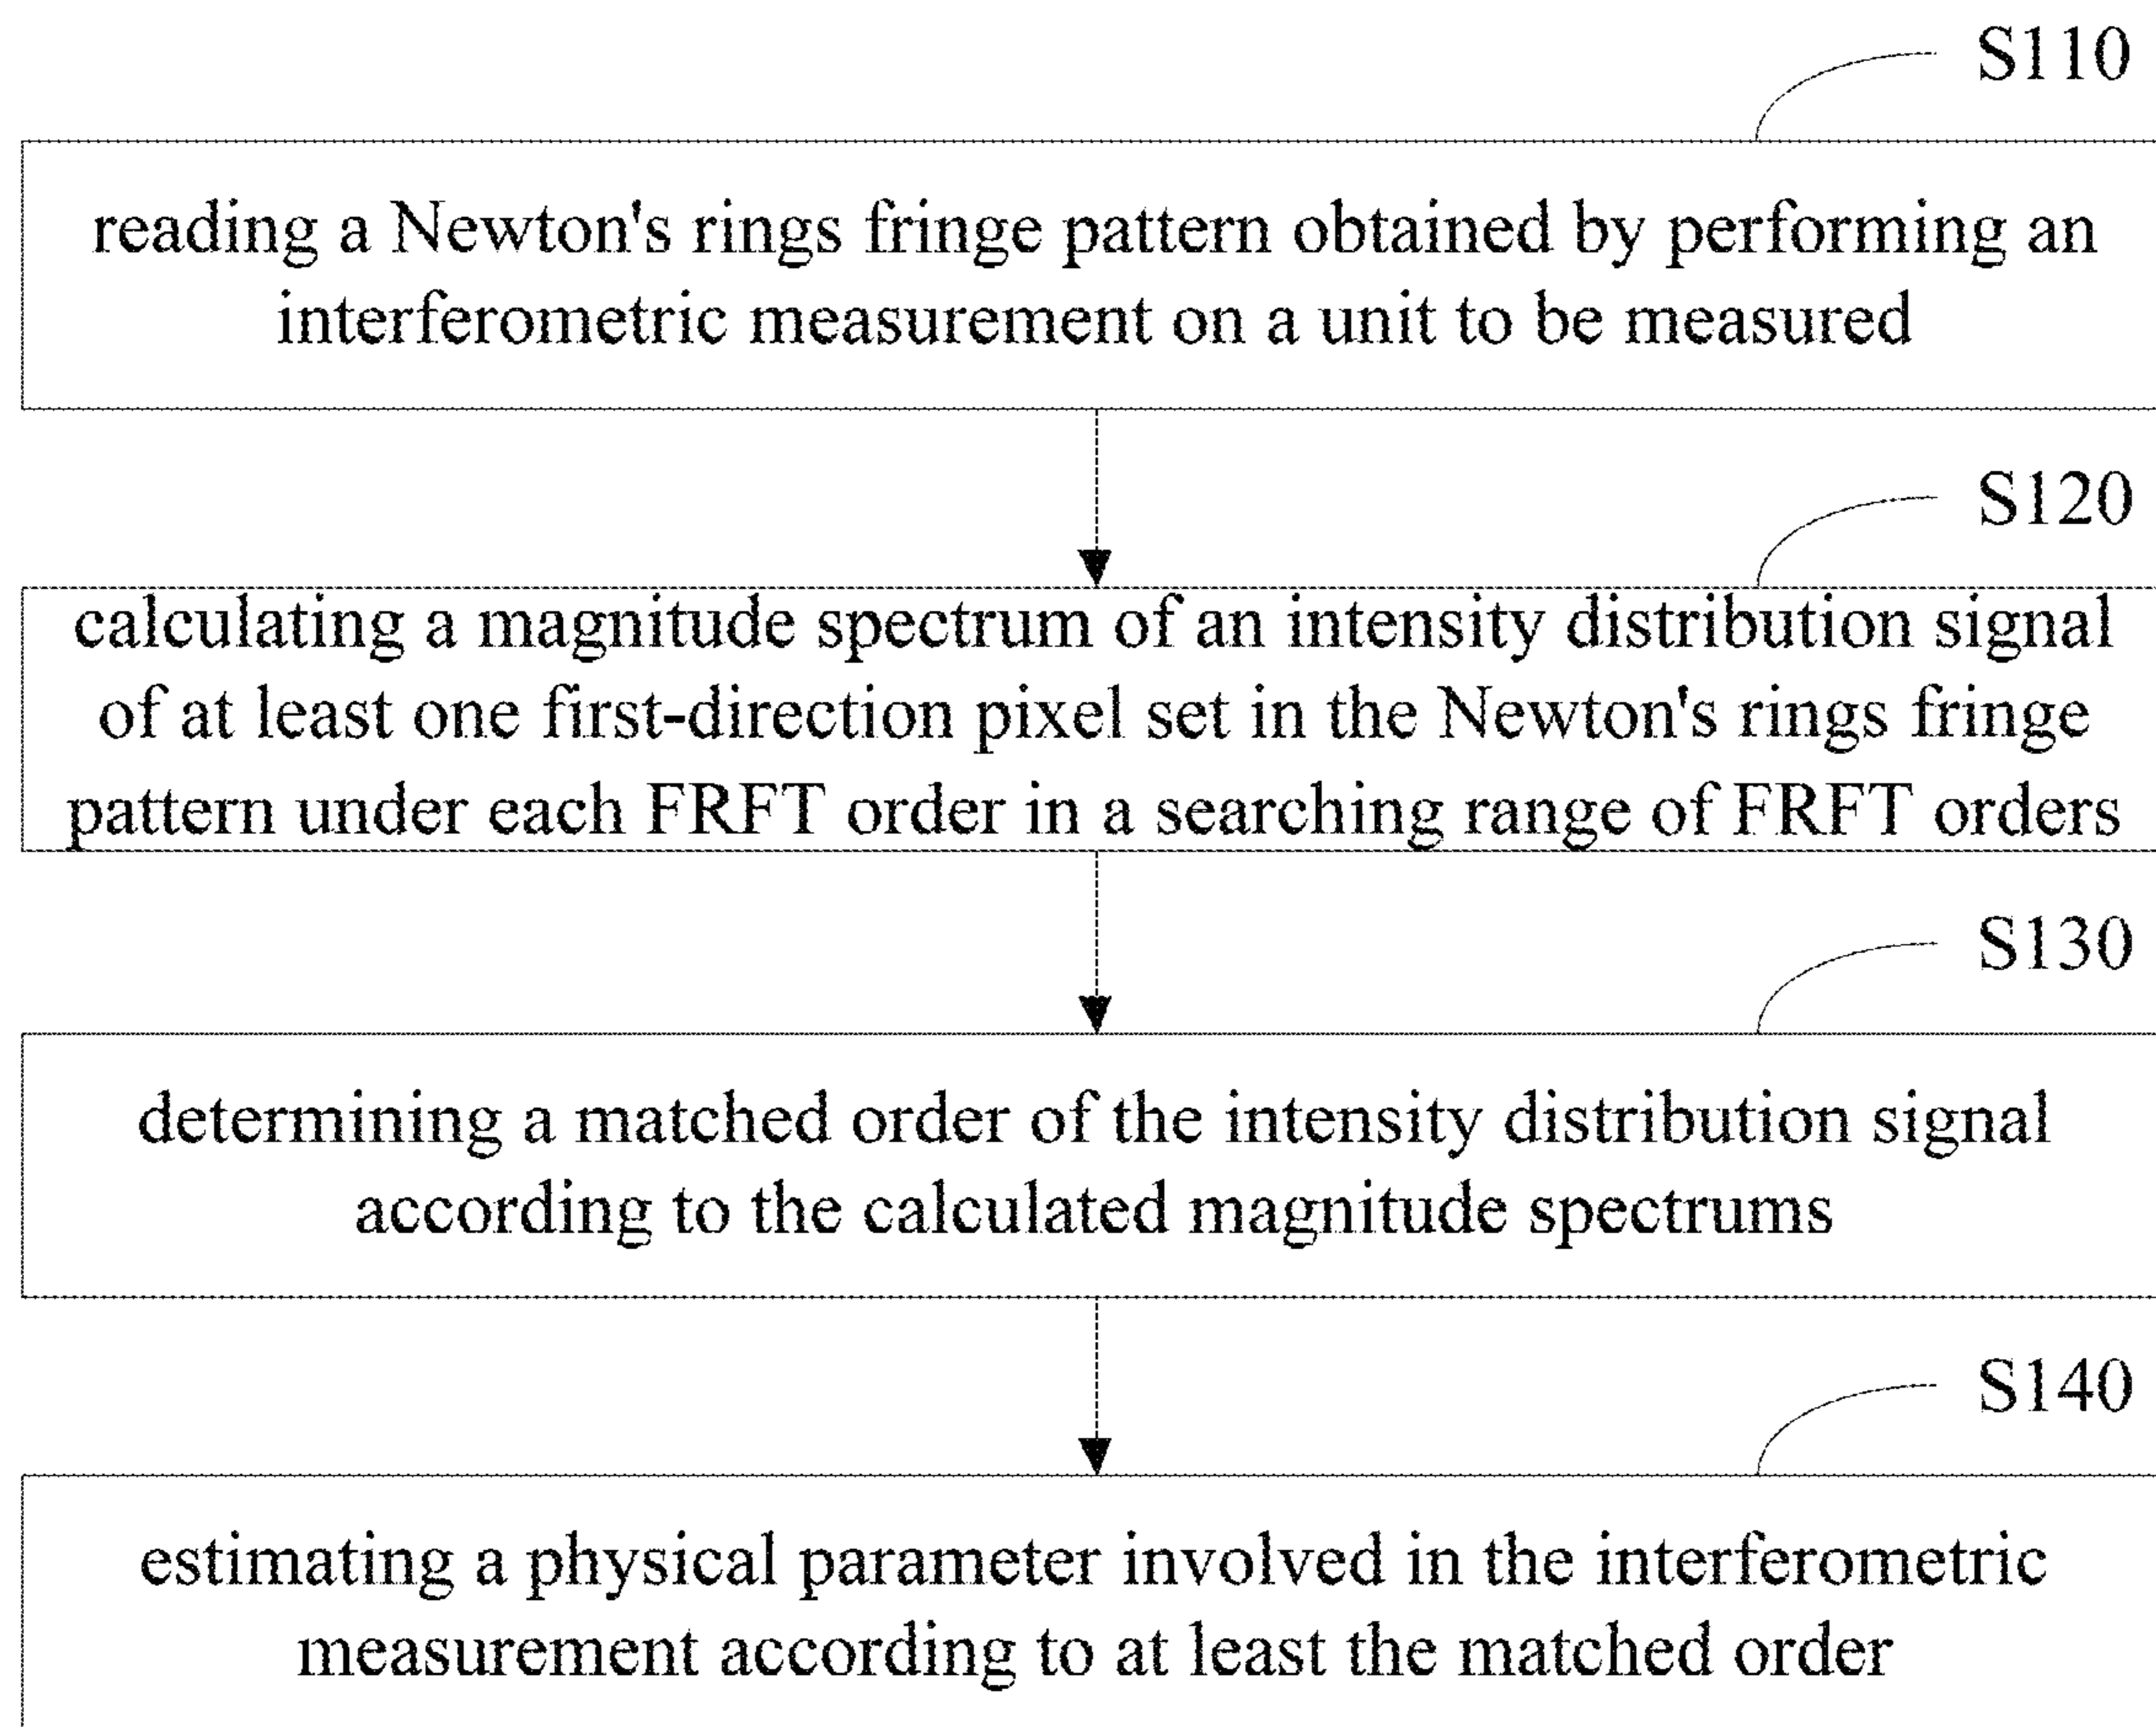 S110
reading a Newton's rings fringe pattern obtained by performing an
interferometric measurement on a unit to be measured
S120
calculating a magnitude spectrum of an intensity distribution signal
of at least one first-direction pixel set in the Newton's rings fringe
pattern under each FRFT order in a searching range of FRFT orders
S130
determining a matched order of the intensity distribution signal
according to the calculated magnitude spectrums
S140
estimating a physical parameter involved in the interferometric
measurement according to at least the matched order